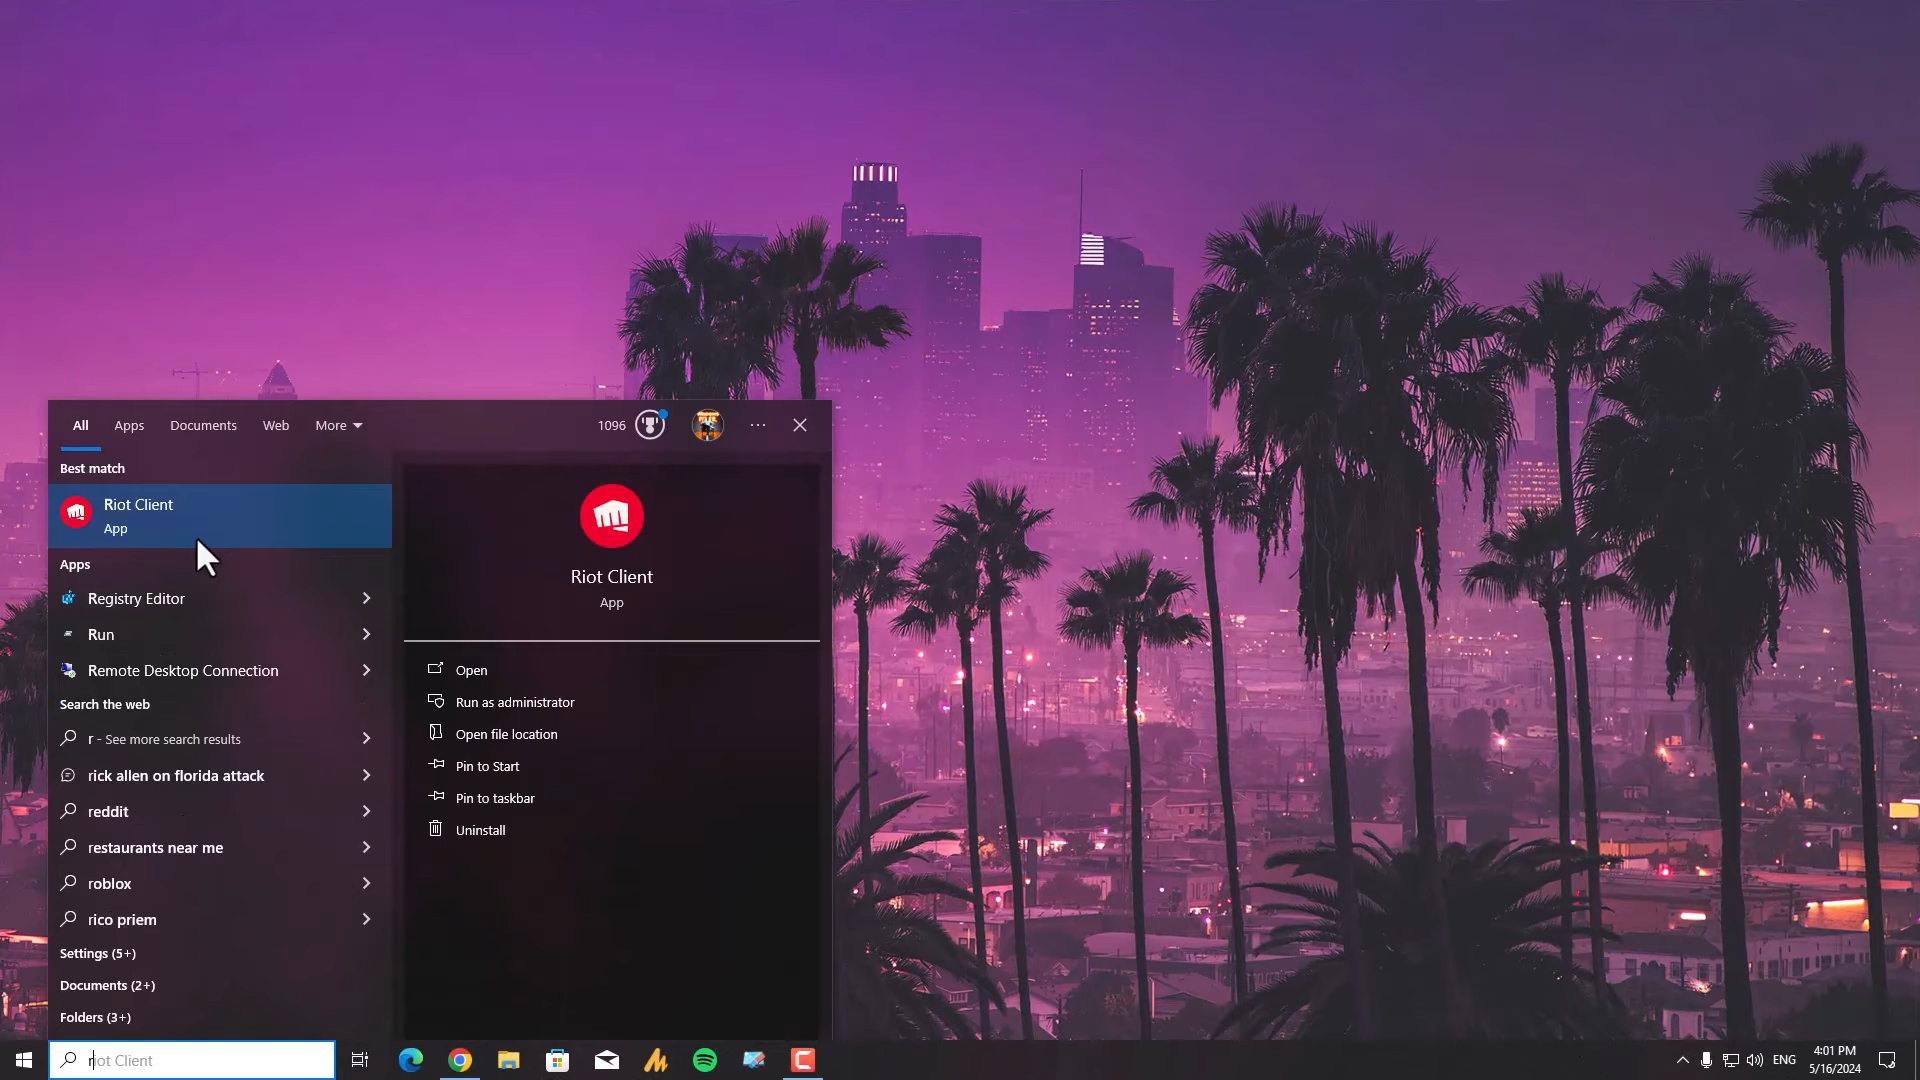 All Apps Documents Web More 1096 ...
Best match
Riot Client
App
Apps
Registry Editor
Run
Remote Desktop Connection
Search the web
r - See more search results
rick allen on florida attack
reddit
restaurants near me
roblox
rico priem
Settings (5+)
Documents (2+)
Folders (3+)
Riot Client
App
Open
Run as administrator
Open file location
Pin to Start
Pin to taskbar
Uninstall
riot Client
ENG
4:01 PM
5/16/2024